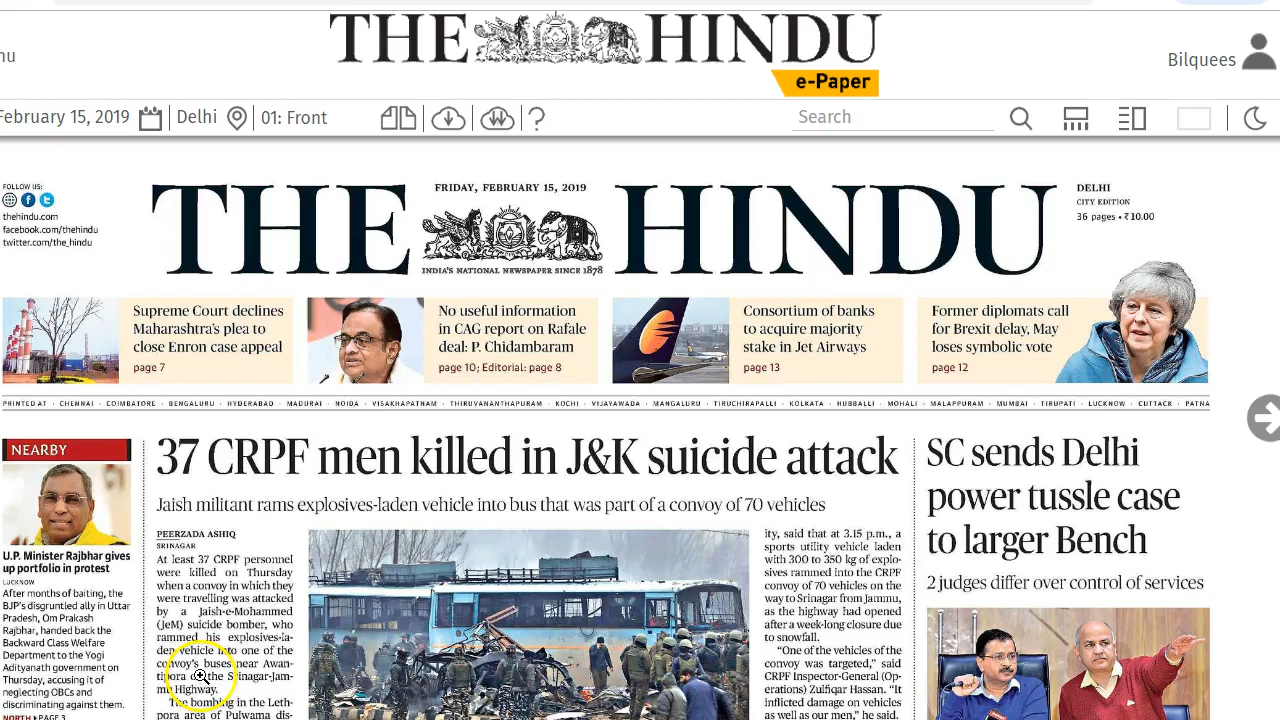 THE HINDU
e-Paper
nu
Bilquees
February 15, 2019
Delhi
01: Front
W
?
Search
FOLLOW US:
thehindu.com
facebook.com/thehindu
twitter.com/the_hindu
THE HINDU
FRIDAY, FEBRUARY 15, 2019
INDIA'S NATIONAL NEWSPAPER SINCE 1878
DELHI
CITY EDITION
36 pages • ₹10.00
Supreme Court declines
Maharashtra's plea to
close Enron case appeal
page 7
No useful information
in CAG report on Rafale
deal: P. Chidambaram
page 10; Editorial: page 8
Consortium of banks
to acquire majority
stake in Jet Airways
page 13
Former diplomats call
for Brexit delay, May
loses symbolic vote
page 12
PRINTED AT • CHENNAI • COIMBATORE • BENGALURU • HYDERABAD • MADURAI • NOIDA • VISAKHAPATNAM • THIRUVANANTHAPURAM • KOCHI • VIJAYAWADA • MANGALURU • TIRUCHIRAPALLI • KOLKATA • HUBBALLI • MOHALI • MALAPPURAM • MUMBAI • TIRUPATI • LUCKNOW • CUTTACK • PATNA
NEARBY
U.P. Minister Rajbhar gives
up portfolio in protest
LUCKNOW
After months of baiting, the
BJP's disgruntled ally in Uttar
Pradesh, Om Prakash
Rajbhar, handed back the
Backward Class Welfare
Department to the Yogi
Adityanath government on
Thursday, accusing it of
neglecting OBCs and
discriminating against them.
NORTH PAGE 3
37 CRPF men killed in J&K suicide attack
Jaish militant rams explosives-laden vehicle into bus that was part of a convoy of 70 vehicles
PEERZADA ASHIQ
SRINAGAR
At least 37 CRPF personnel
were killed on Thursday
when a convoy in which they
were travelling was attacked
by a Jaish-e-Mohammed
(JeM) suicide bomber, who
rammed his explosives-la-
den vehicle into one of the
convoy's buses near Awan-
tipora on the Srinagar-Jam-
mu Highway.
The bombing in the Leth-
pora area of Pulwama dis-
ity, said that at 3.15 p.m., a
sports utility vehicle laden
with 300 to 350 kg of explo-
sives rammed into the CRPF
convoy of 70 vehicles on the
way to Srinagar from Jammu,
as the highway had opened
after a week-long closure due
to snowfall.
"One of the vehicles of the
convoy was targeted," said
CRPF Inspector-General (Op-
erations) Zulfiqar Hassan. "It
inflicted damage on vehicles
as well as our men," he said.
SC sends Delhi
power tussle case
to larger Bench
2 judges differ over control of services